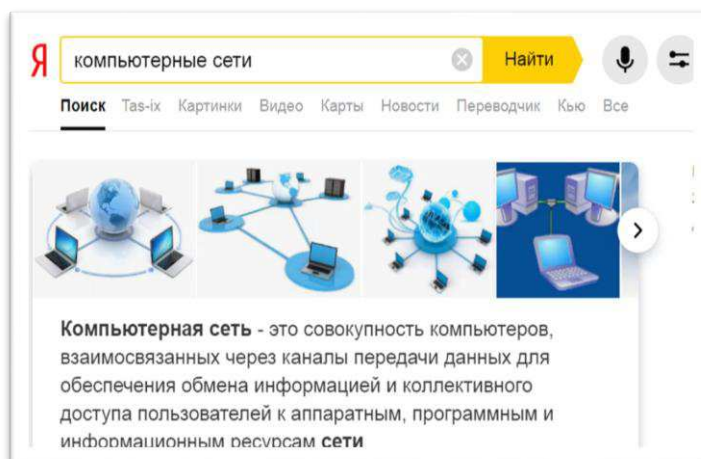 Я компьютерные сети Найти
Поиск Tas-ix Картинки Видео Карты Новости Переводчик Кью Все
Компьютерная сеть - это совокупность компьютеров,
взаимосвязанных через каналы передачи данных для
обеспечения обмена информацией и коллективного
доступа пользователей к аппаратным, программным и
информационным ресурсам сети